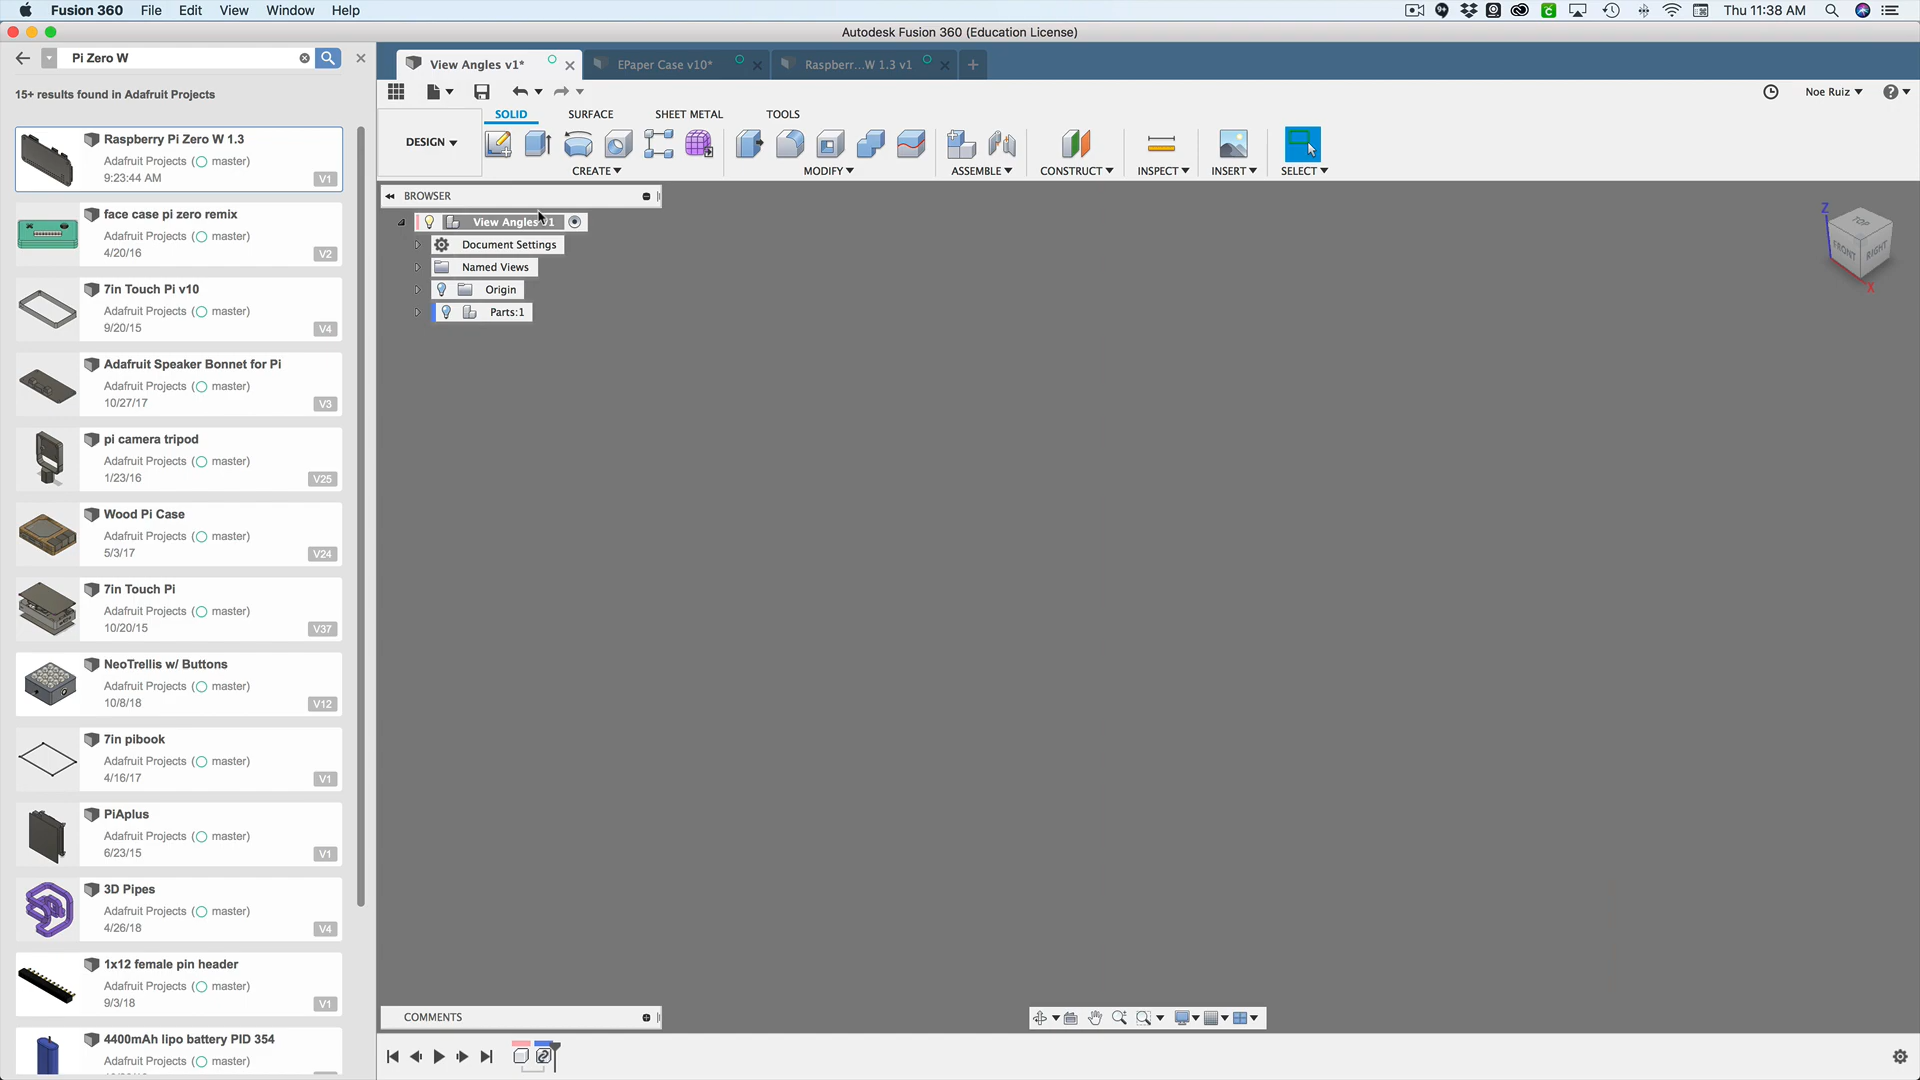 Fusion 360 File Edit View Window Help
Thu 11:38 AM
Autodesk Fusion 360 (Education License)
Pi Zero W
15+ results found in Adafruit Projects
Raspberry Pi Zero W 1.3
Adafruit Projects ( master)
9:23:44 AM
V1
face case pi zero remix
Adafruit Projects ( master)
4/20/16
V2
7in Touch Pi v10
Adafruit Projects ( master)
9/20/15
V4
Adafruit Speaker Bonnet for Pi
Adafruit Projects ( master)
10/27/17
V3
pi camera tripod
Adafruit Projects ( master)
1/23/16
V25
Wood Pi Case
Adafruit Projects ( master)
5/3/17
V24
7in Touch Pi
Adafruit Projects ( master)
10/20/15
V37
NeoTrellis w/ Buttons
Adafruit Projects ( master)
10/8/18
V12
7in pibook
Adafruit Projects ( master)
4/16/17
V1
PiAplus
Adafruit Projects ( master)
6/23/15
V1
3D Pipes
Adafruit Projects ( master)
4/26/18
V4
1x12 female pin header
Adafruit Projects ( master)
9/3/18
V1
4400mAh lipo battery PID 354
Adafruit Projects ( master)
View Angles v1*
EPaper Case v10*
Raspberr...W 1.3 v1
Noe Ruiz
SOLID SURFACE SHEET METAL TOOLS
DESIGN
CREATE MODIFY ASSEMBLE CONSTRUCT INSPECT INSERT SELECT
BROWSER
View Angles v1
Document Settings
Named Views
Origin
Parts:1
Z
TOP
FRONT
RIGHT
X
COMMENTS